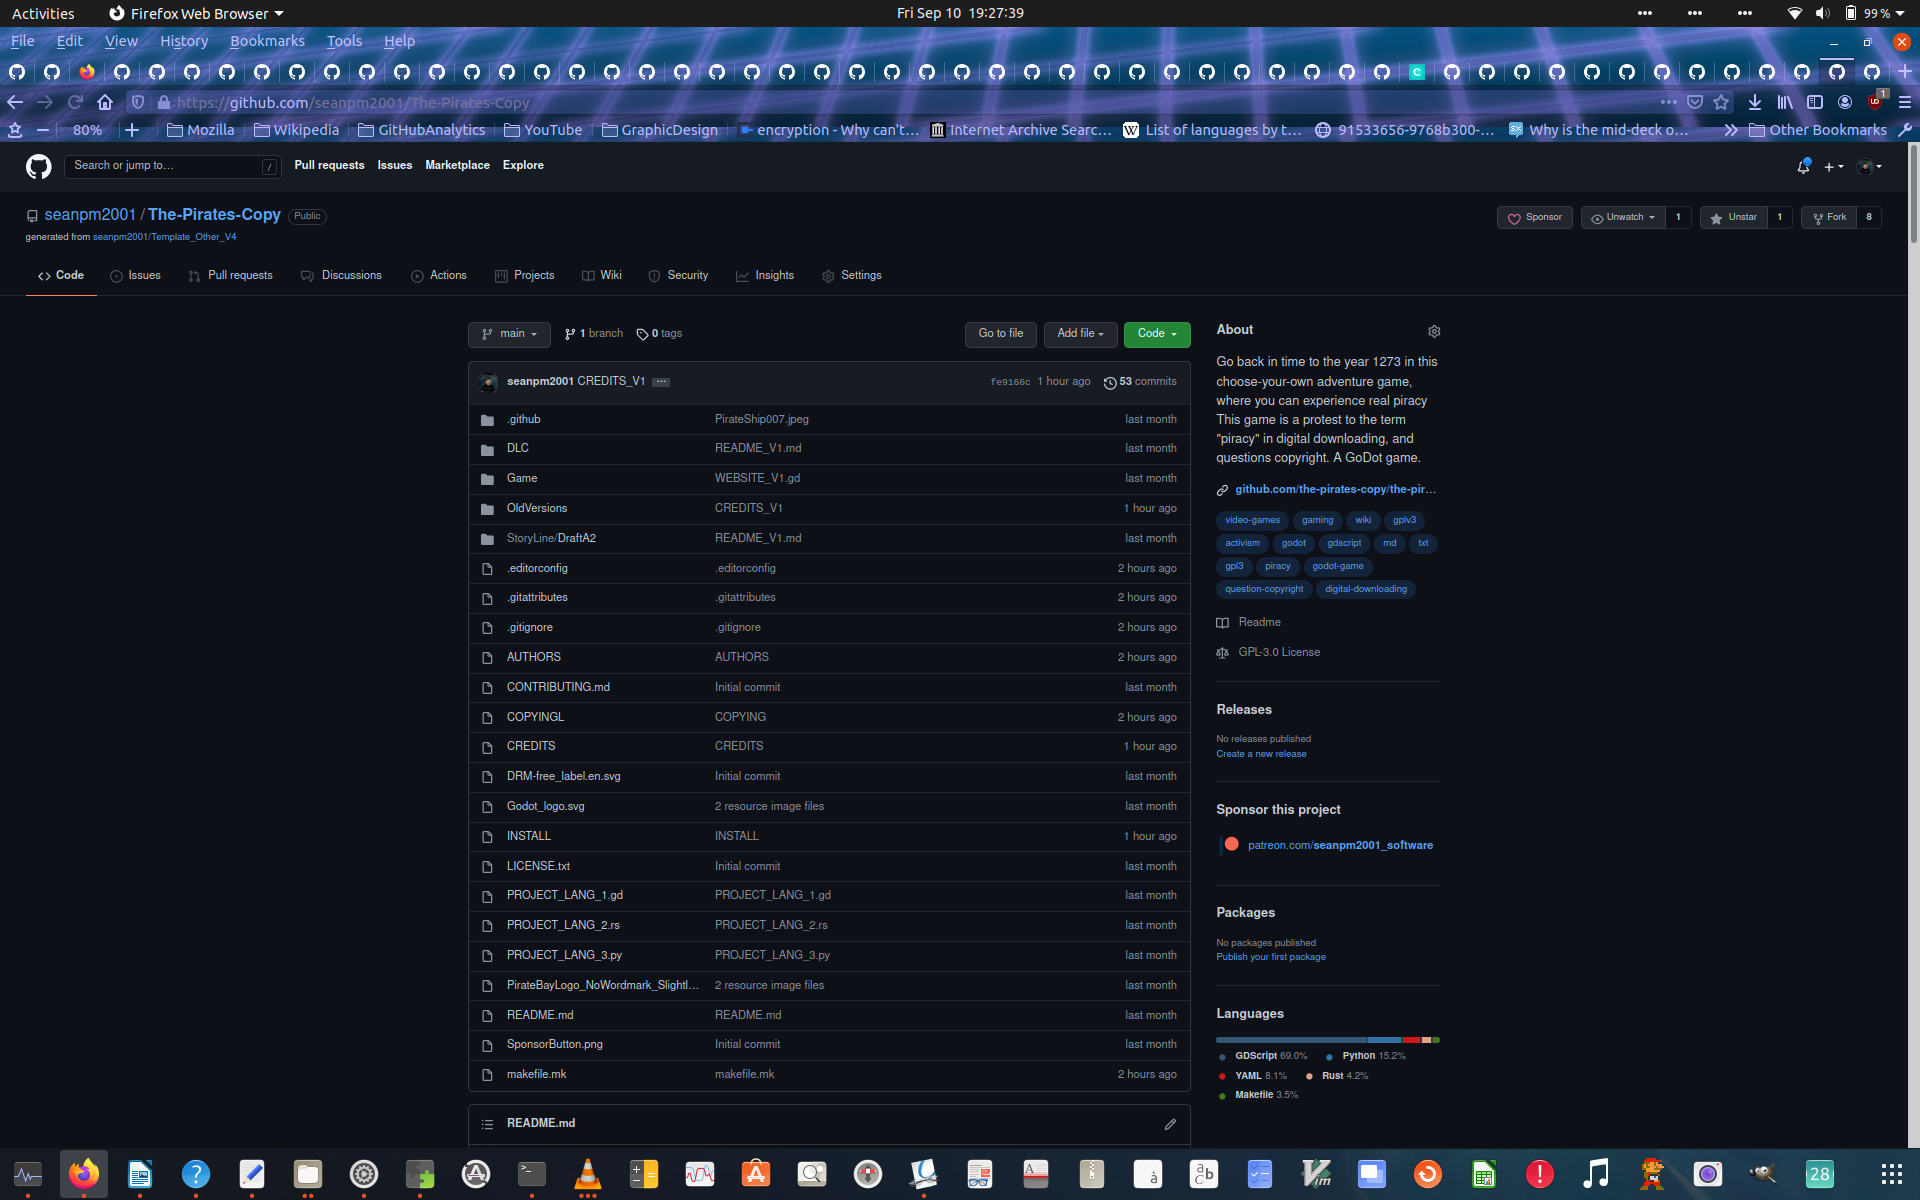 Activities Firefox Web Browser Fri Sep 10 19:27:39 99 %
File Edit View History Bookmarks Tools Help
https://github.com/seanpm2001/The-Pirates-Copy 1
80% Mozilla Wikipedia GitHubAnalytics YouTube GraphicDesign encryption - Why can't... Internet Archive Searc... List of languages by t... 91533656-9768b300-... Why is the mid-deck o... Other Bookmarks
Search or jump to... / Pull requests Issues Marketplace Explore
seanpm2001 / The-Pirates-Copy Public Sponsor Unwatch 1 Unstar 1 Fork 8
generated from seanpm2001/Template_Other_V4
Code Issues Pull requests Discussions Actions Projects Wiki Security Insights Settings
main 1 branch 0 tags Go to file Add file Code
seanpm2001 CREDITS_V1 fe9166c 1 hour ago 53 commits
.github PirateShip007.jpeg last month
DLC README_V1.md last month
Game WEBSITE_V1.gd last month
OldVersions CREDITS_V1 1 hour ago
StoryLine/DraftA2 README_V1.md last month
.editorconfig .editorconfig 2 hours ago
.gitattributes .gitattributes 2 hours ago
.gitignore .gitignore 2 hours ago
AUTHORS AUTHORS 2 hours ago
CONTRIBUTING.md Initial commit last month
COPYINGL COPYING 2 hours ago
CREDITS CREDITS 1 hour ago
DRM-free_label.en.svg Initial commit last month
Godot_logo.svg 2 resource image files last month
INSTALL INSTALL 1 hour ago
LICENSE.txt Initial commit last month
PROJECT_LANG_1.gd PROJECT_LANG_1.gd last month
PROJECT_LANG_2.rs PROJECT_LANG_2.rs last month
PROJECT_LANG_3.py PROJECT_LANG_3.py last month
PirateBayLogo_NoWordmark_Slightl... 2 resource image files last month
README.md README.md last month
SponsorButton.png Initial commit last month
makefile.mk makefile.mk 2 hours ago
README.md
About
Go back in time to the year 1273 in this
choose-your-own adventure game,
where you can experience real piracy
This game is a protest to the term
"piracy" in digital downloading, and
questions copyright. A GoDot game.
github.com/the-pirates-copy/the-pir...
video-games gaming wiki gplv3
activism godot gdscript md txt
gpl3 piracy godot-game
question-copyright digital-downloading
Readme
GPL-3.0 License
Releases
No releases published
Create a new release
Sponsor this project
patreon.com/seanpm2001_software
Packages
No packages published
Publish your first package
Languages
GDScript 69.0% Python 15.2%
YAML 8.1% Rust 4.2%
Makefile 3.5%
28